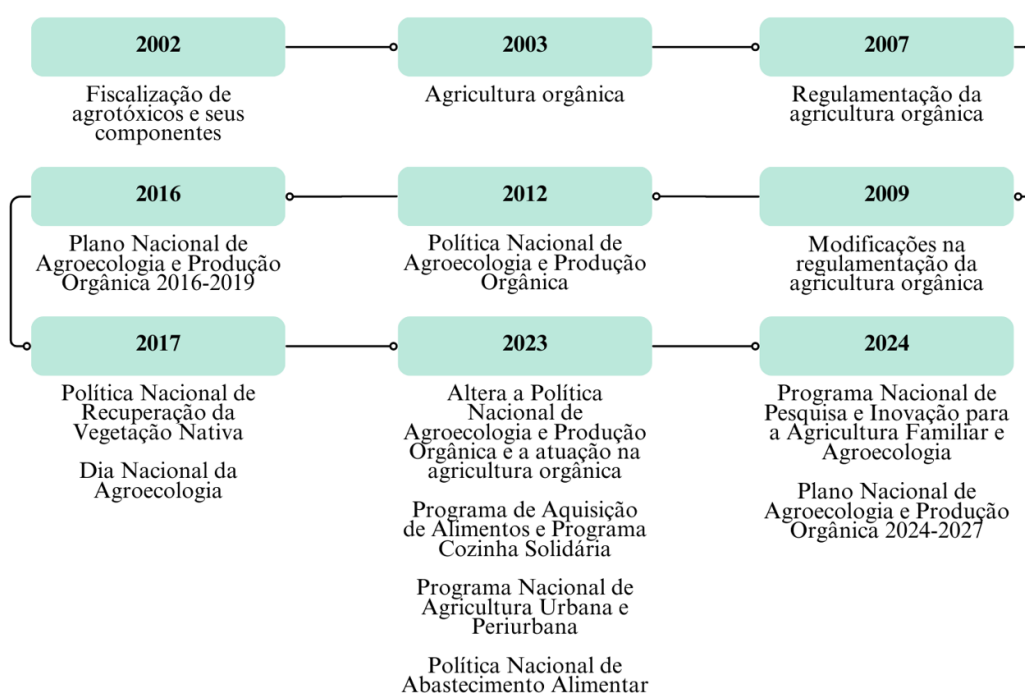 2002
Fiscalização de
agrotóxicos e seus
componentes
2003
Agricultura orgânica
2007
Regulamentação da
agricultura orgânica
2009
Modificações na
regulamentação da
agricultura orgânica
2012
Política Nacional de
Agroecologia e Produção
Orgânica
2016
Plano Nacional de
Agroecologia e Produção
Orgânica 2016-2019
2017
Política Nacional de
Recuperação da
Vegetação Nativa
Dia Nacional da
Agroecologia
2023
Altera a Política
Nacional de
Agroecologia e Produção
Orgânica e a atuação na
agricultura orgânica
Programa de Aquisição
de Alimentos e Programa
Cozinha Solidária
Programa Nacional de
Agricultura Urbana e
Periurbana
Política Nacional de
Abastecimento Alimentar
2024
Programa Nacional de
Pesquisa e Inovação para
a Agricultura Familiar e
Agroecologia
Plano Nacional de
Agroecologia e Produção
Orgânica 2024-2027